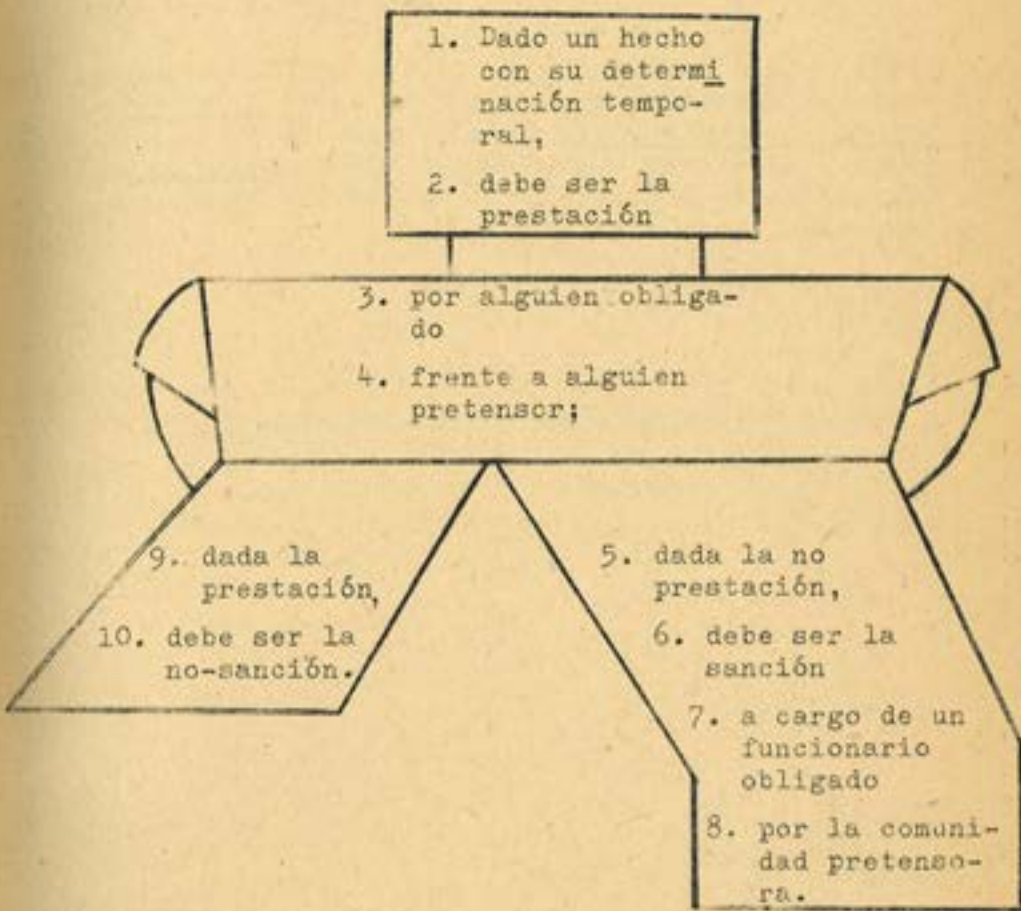 1. Dado un hecho
con su determi
nación tempo-
ral,
2. debe ser la
prestación
3. por alguien obliga-
do
4. frente a alguien
pretensor;
5. dada la no
prestación,
6. debe ser la
sanción
7. a cargo de un
funcionario
obligado
8. por la comuni-
dad pretenso-
ra.
9. dada la
prestación,
10. debe ser la
no-sanción.